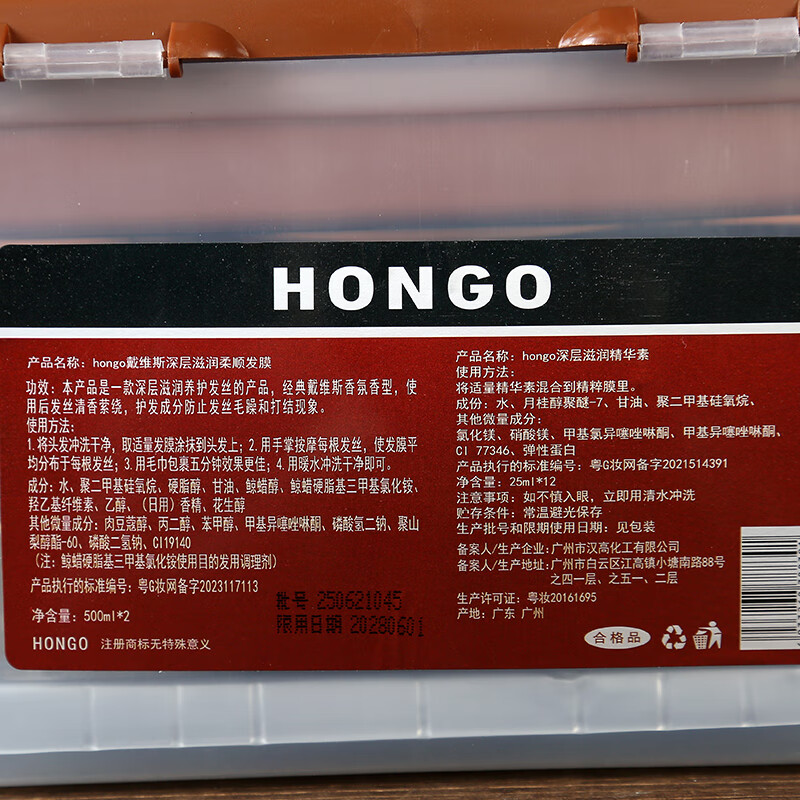 HONGO
产品名称：hongo戴维斯深层滋润柔顺发膜
功效：本产品是一款深层滋润养护发丝的产品，经典戴维斯香氛香型，使
用后发丝清香萦绕，护发成分防止发丝毛躁和打结现象。
使用方法：
1.将头发冲洗干净，取适量发膜涂抹到头发上；2.用手掌按摩每根发丝，使发膜平
均分布于每根发丝；3.用毛巾包裹五分钟效果更佳；4.用暖水冲洗干净即可。
成分：水、聚二甲基硅氧烷、硬脂醇、甘油、鲸蜡醇、鲸蜡硬脂基三甲基氯化铵、
羟乙基纤维素、乙醇、（日用）香精、花生醇
其他微量成分：肉豆蔻醇、丙二醇、苯甲醇、甲基异噻唑啉酮、磷酸氢二钠、聚山
梨醇酯-60、磷酸二氢钠、CI19140
（注：鲸蜡硬脂基三甲基氯化铵使用目的发用调理剂）
产品执行的标准编号：粤G妆网备字2023117113
净含量：500ml*2
批号 250621045
限用日期 20280601
HONGO 注册商标无特殊意义
产品名称：hongo深层滋润精华素
使用方法：
将适量精华素混合到精粹膜里。
成份：水、月桂醇聚醚-7、甘油、聚二甲基硅氧烷、
其他微量成分：
氯化镁、硝酸镁、甲基氯异噻唑啉酮、甲基异噻唑啉酮、
CI 77346、弹性蛋白
产品执行的标准编号：粤G妆网备字2021514391
净含量：25ml*12
注意事项：如不慎入眼，立即用清水冲洗
贮存条件：常温避光保存
生产批号和限期使用日期：见包装
备案人/生产企业：广州市汉高化工有限公司
备案人/生产地址：广州市白云区江高镇小塘南路88号
之四一层、之五一、二层
生产许可证：粤妆20161695
产地：广东 广州
合格品